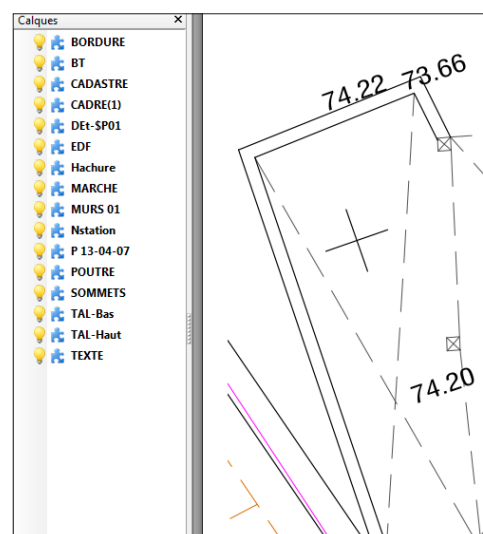 Calques
BORDURE
BT
CADASTRE
CADRE(1)
DEt-$P01
EDF
Hachure
MARCHE
MURS 01
Nstation
P 13-04-07
POUTRE
SOMMETS
TAL-Bas
TAL-Haut
TEXTE
74.22 73.66
74.20